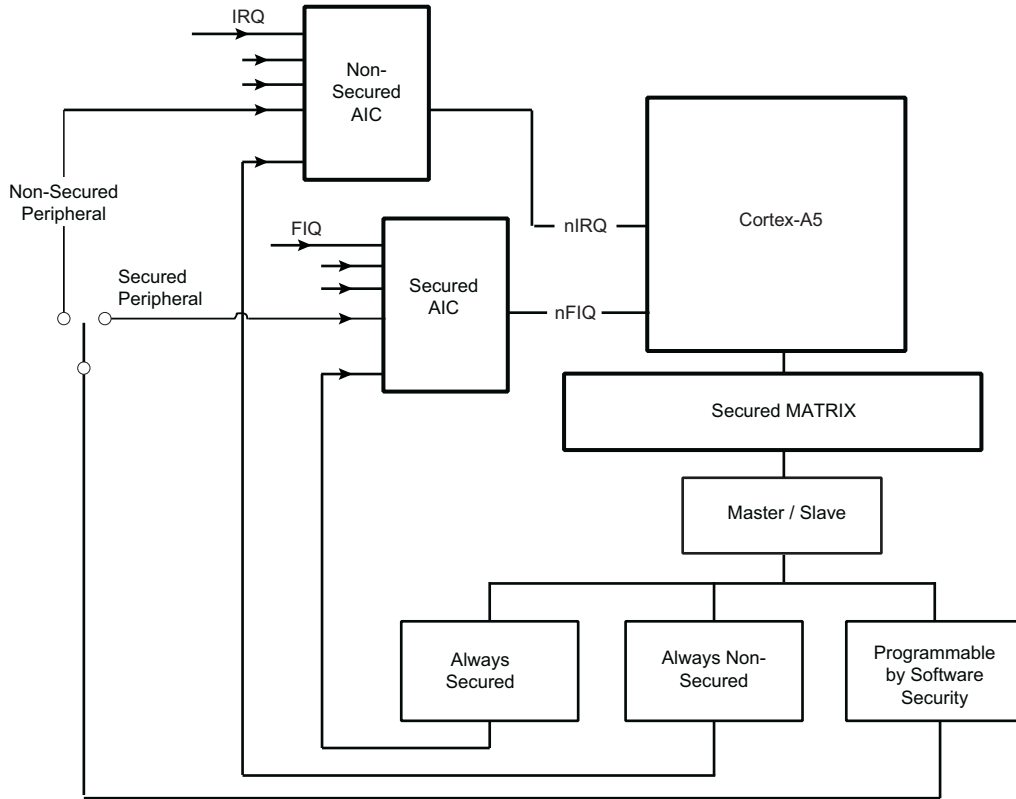 IRQ
Non-
Secured
AIC
Non-Secured
Peripheral
Cortex-A5
nIRQ
FIQ
Secured
AIC
Secured
Peripheral
nFIQ
Secured MATRIX
Master / Slave
Always
Secured
Always Non-
Secured
Programmable
by Software
Security